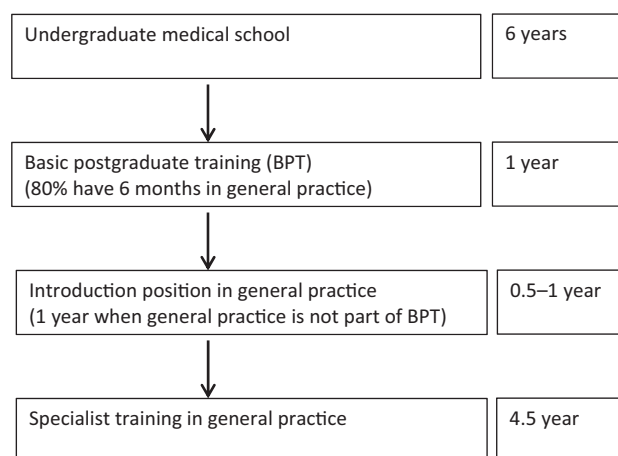 Undergraduate medical school
6 years
Basic postgraduate training (BPT)
(80% have 6 months in general practice)
1 year
Introduction position in general practice
(1 year when general practice is not part of BPT)
0.5–1 year
Specialist training in general practice
4.5 year